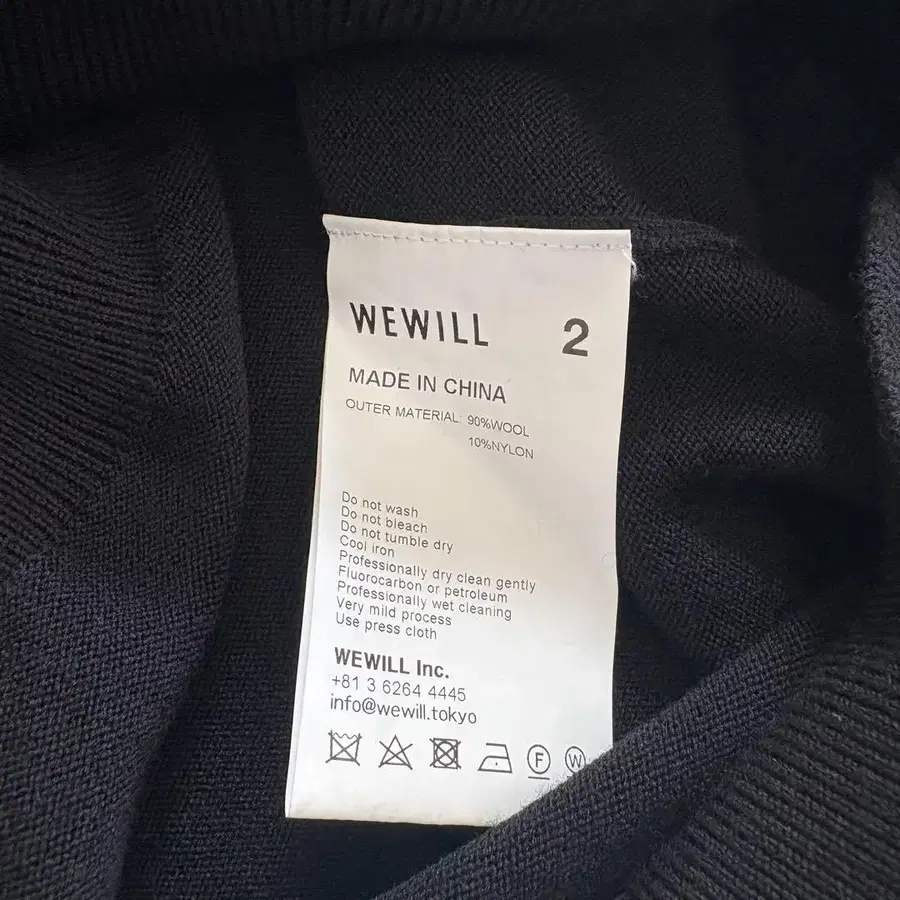 WEWILL 2
MADE IN CHINA
OUTER MATERIAL: 90%WOOL
10%NYLON
Do not wash
Do not bleach
Do not tumble dry
Cool iron
Professionally dry clean gently
Fluorocarbon or petroleum
Professionally wet cleaning
Very mild process
Use press cloth
WEWILL Inc.
+81 3 6264 4445
info@wewill.tokyo
F W